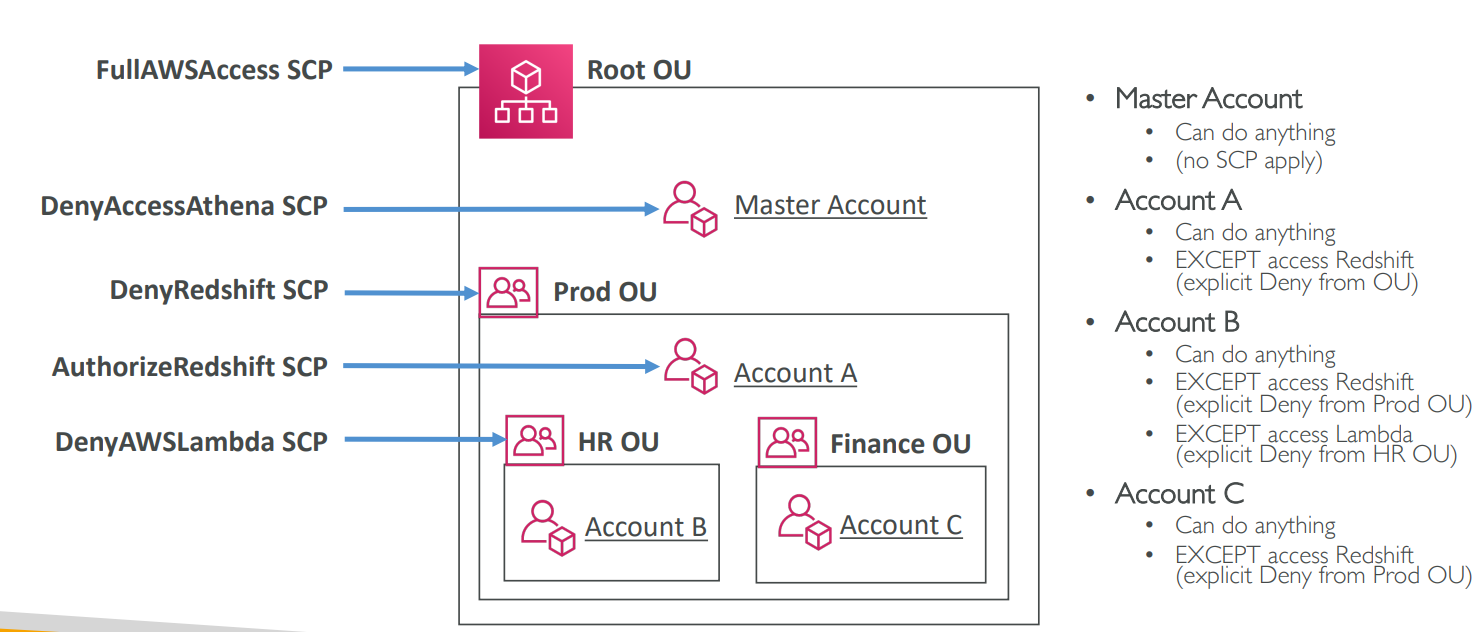 FullAWSAccess SCP
Root OU
DenyAccessAthena SCP
Master Account
DenyRedshift SCP
Prod OU
AuthorizeRedshift SCP
Account A
DenyAWSLambda SCP
HR OU
Finance OU
Account B
Account C
• Master Account
• Can do anything
• (no SCP apply)
• Account A
• Can do anything
• EXCEPT access Redshift
(explicit Deny from OU)
• Account B
• Can do anything
• EXCEPT access Redshift
(explicit Deny from Prod OU)
• EXCEPT access Lambda
(explicit Deny from HR OU)
• Account C
• Can do anything
• EXCEPT access Redshift
(explicit Deny from Prod OU)